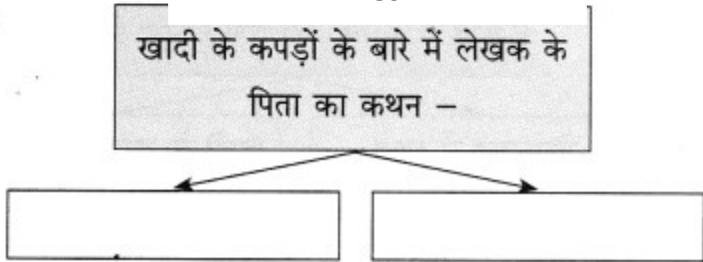 खादी के कपड़ों के बारे में लेखक के
पिता का कथन –